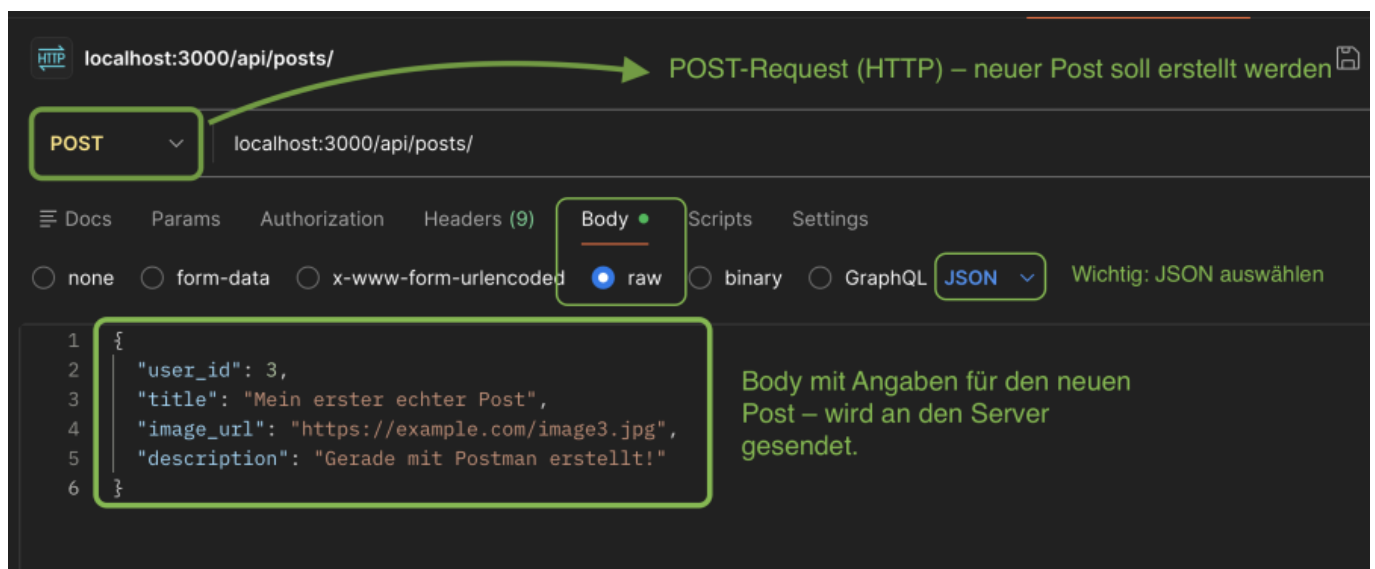 HTTP localhost:3000/api/posts/
POST-Request (HTTP) – neuer Post soll erstellt werden
POST localhost:3000/api/posts/
Docs Params Authorization Headers (9) Body Scripts Settings
none form-data x-www-form-urlencoded raw binary GraphQL JSON Wichtig: JSON auswählen
1 {
2 "user_id": 3,
3 "title": "Mein erster echter Post",
4 "image_url": "https://example.com/image3.jpg",
5 "description": "Gerade mit Postman erstellt!"
6 }
Body mit Angaben für den neuen
Post – wird an den Server
gesendet.